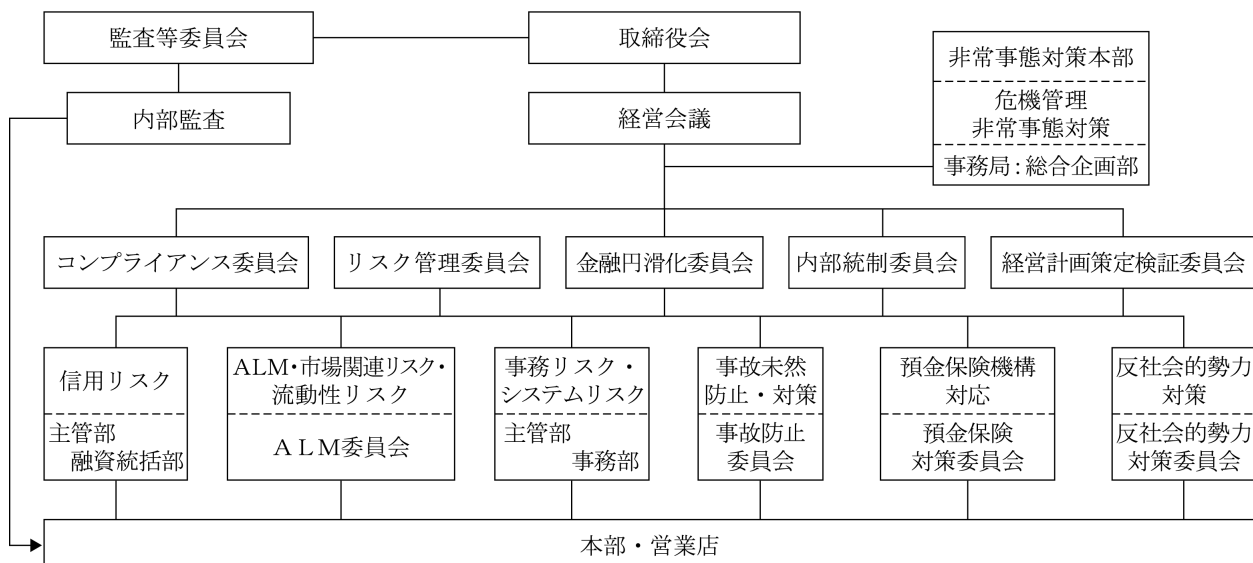 監査等委員会
取締役会
非常事態対策本部
危機管理
非常事態対策
事務局：総合企画部
内部監査
経営会議
コンプライアンス委員会
リスク管理委員会
金融円滑化委員会
内部統制委員会
経営計画策定検証委員会
信用リスク
主管部
融資統括部
ＡＬＭ・市場関連リスク・
流動性リスク
ＡＬＭ委員会
事務リスク・
システムリスク
主管部
事務部
事故未然
防止・対策
事故防止
委員会
預金保険機構
対応
預金保険
対策委員会
反社会的勢力
対策
反社会的勢力
対策委員会
本部・営業店